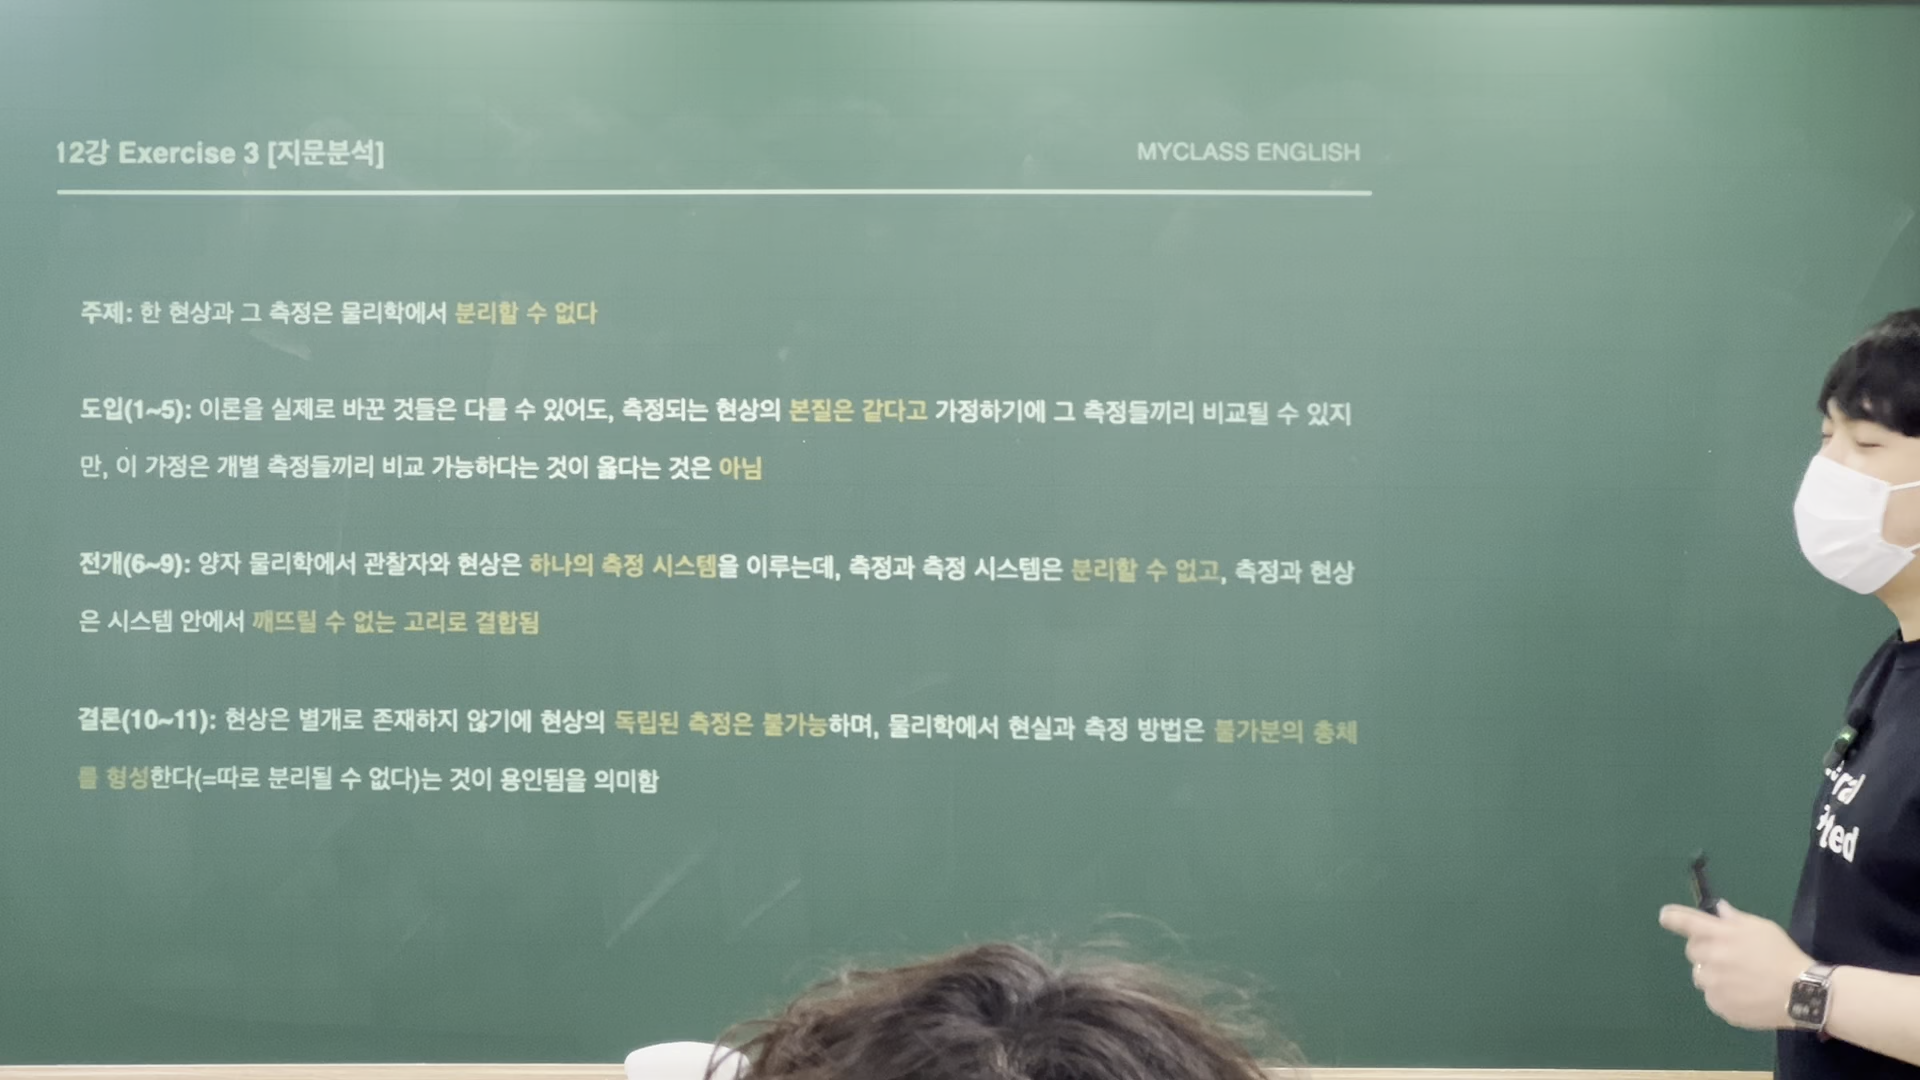 12강 Exercise 3 [지문분석]
MYCLASS ENGLISH
주제: 한 현상과 그 측정은 물리학에서 분리할 수 없다
도입(1~5): 이론을 실제로 바꾼 것들은 다를 수 있어도, 측정되는 현상의 본질은 같다고 가정하기에 그 측정들끼리 비교될 수 있지
만, 이 가정은 개별 측정들끼리 비교 가능하다는 것이 옳다는 것은 아님
전개(6~9): 양자 물리학에서 관찰자와 현상은 하나의 측정 시스템을 이루는데, 측정과 측정 시스템은 분리할 수 없고, 측정과 현상
은 시스템 안에서 깨뜨릴 수 없는 고리로 결합됨
결론(10~11): 현상은 별개로 존재하지 않기에 현상의 독립된 측정은 불가능하며, 물리학에서 현실과 측정 방법은 불가분의 총체
를 형성한다(=따로 분리될 수 없다)는 것이 용인됨을 의미함